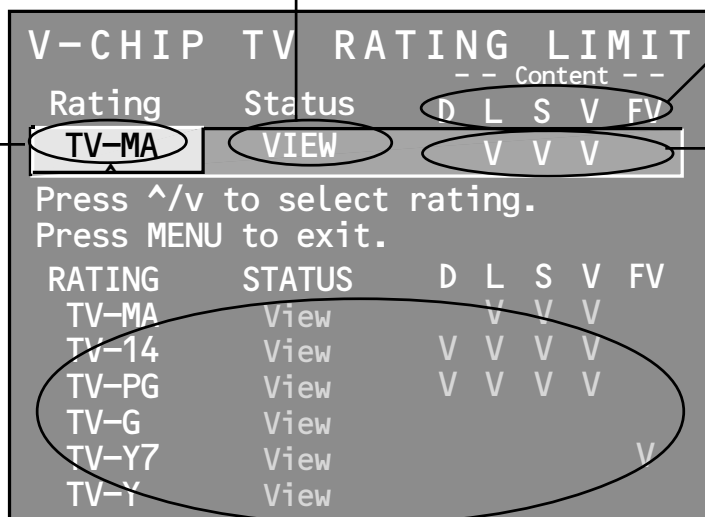 V-CHIP TV RATING LIMIT
-- Content --
Rating Status D L S V FV
TV-MA VIEW V V V
Press ^/v to select rating.
Press MENU to exit.
RATING STATUS D L S V FV
TV-MA View V V V
TV-14 View V V V V
TV-PG View V V V V
TV-G View
TV-Y7 View V
TV-Y View